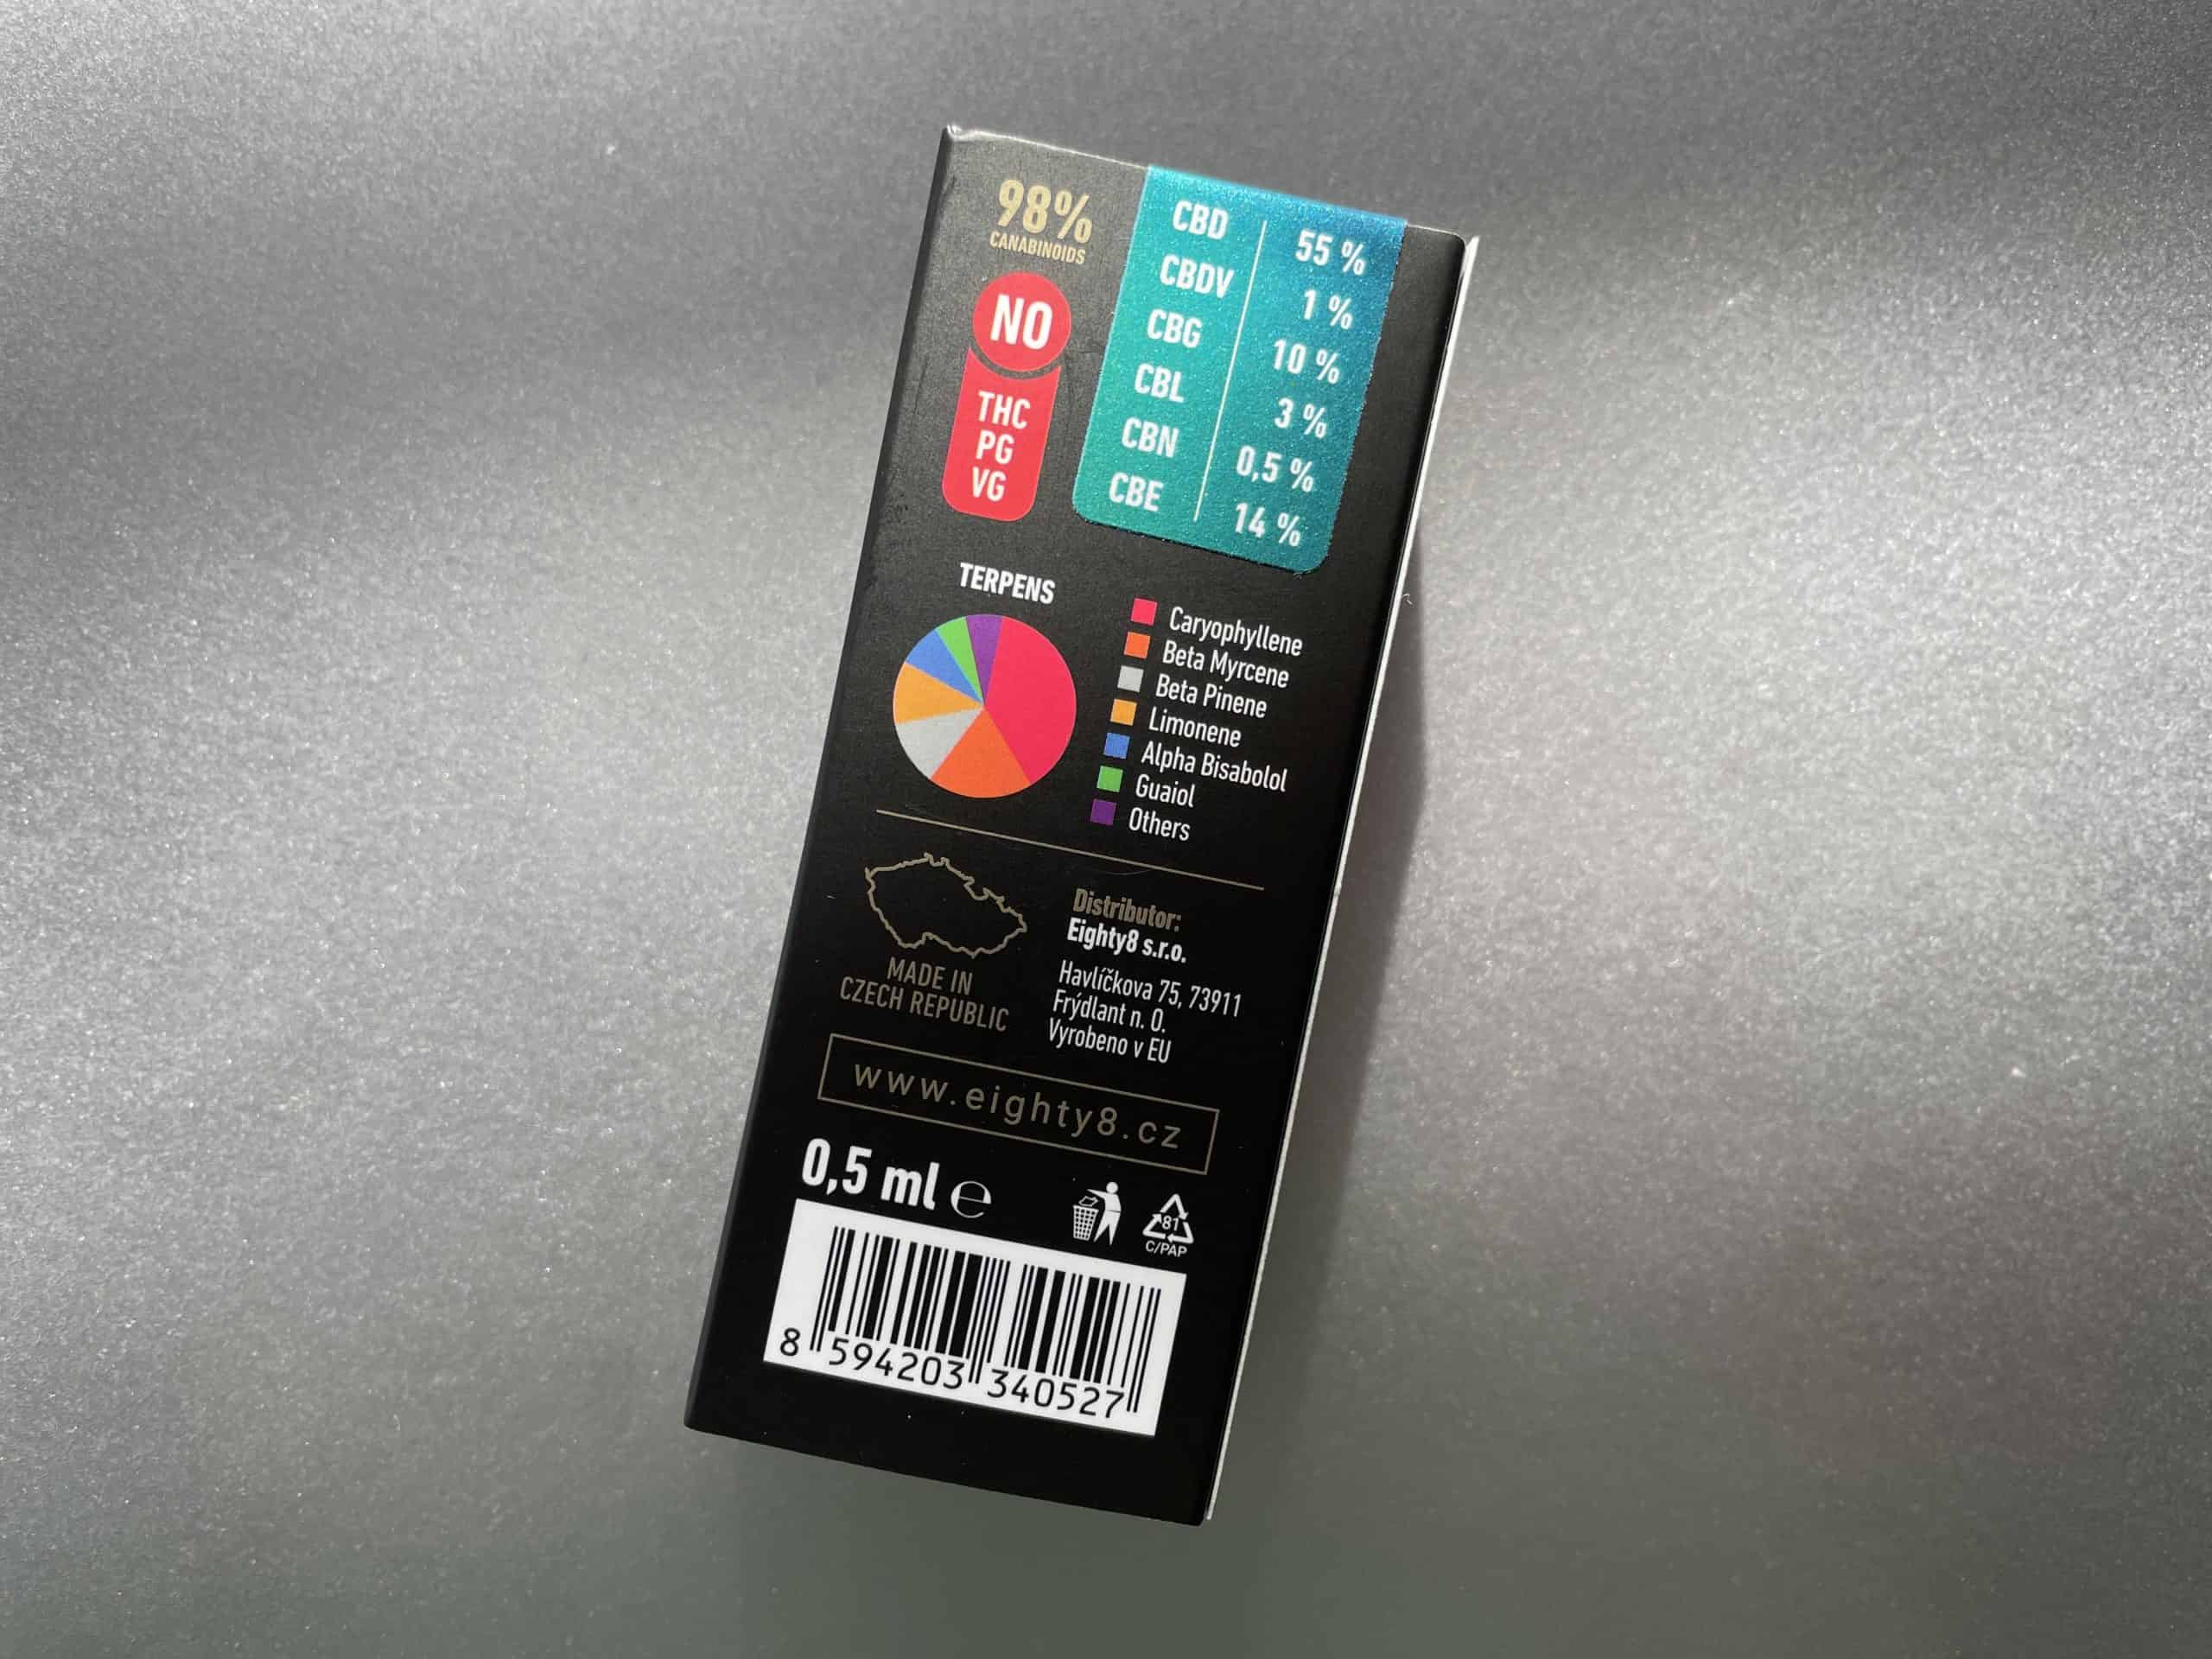 98%
CANABINOIDS
NO
THC
PG
VG
CBD 55 %
CBDV 1 %
CBG 10 %
CBL 3 %
CBN 0,5 %
CBE 14 %
TERPENS
Caryophyllene
Beta Myrcene
Beta Pinene
Limonene
Alpha Bisabolol
Guaiol
Others
MADE IN
CZECH REPUBLIC
Distributor:
Eighty8 s.r.o.
Havlíčkova 75, 73911
Frýdlant n. O.
Vyrobeno v EU
www.eighty8.cz
0,5 ml ℮
81
C/PAP
8 594203 340527